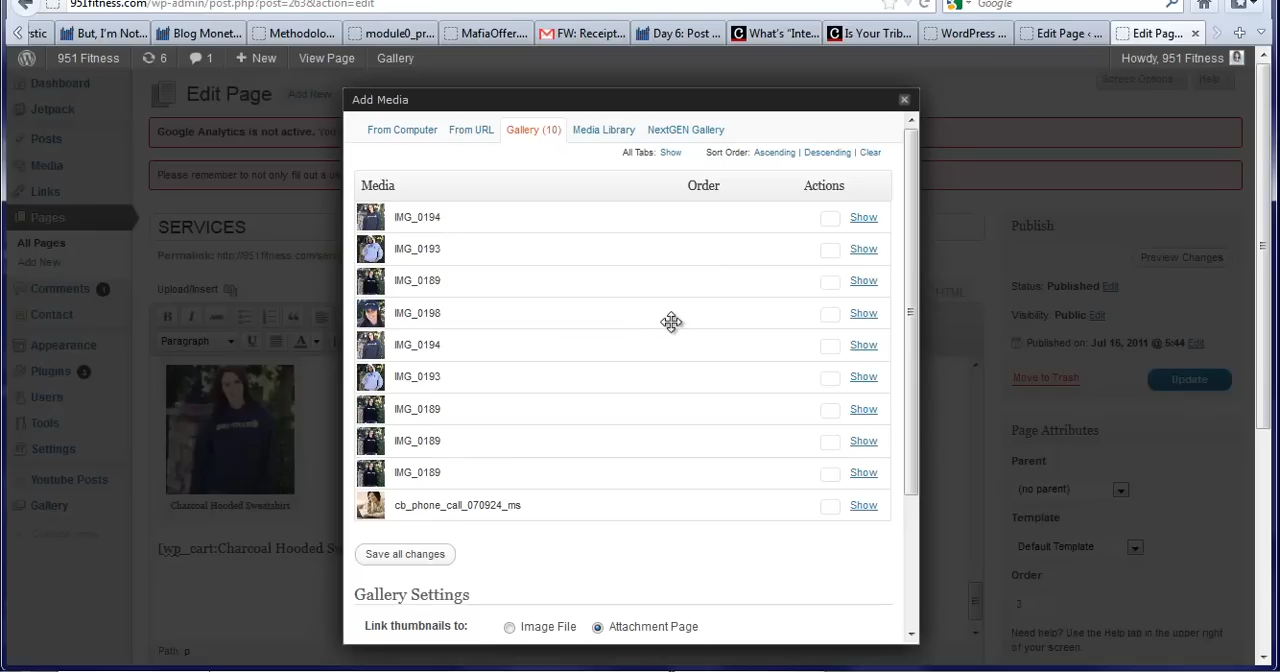 951fitness.com/wp-admin/post.php?post=263&action=edit
Google
stic
But, I'm Not...
Blog Monet...
Methodolo...
module0_pr...
MafiaOffer....
FW: Receipt...
Day 6: Post ...
What's "Inte...
Is Your Trib...
WordPress ...
Edit Page ‹ ...
Edit Pag...
951 Fitness
6
1
+ New
View Page
Gallery
Howdy, 951 Fitness
Dashboard
Jetpack
Posts
Media
Links
Pages
All Pages
Add New
Comments 1
Contact
Appearance
Plugins 4
Users
Tools
Settings
Youtube Posts
Gallery
Edit Page
Add New
Screen Options
Help
Google Analytics is not active. You
Please remember to not only fill out a
SERVICES
Permalink: http://951fitness.com/serv
Upload/Insert
HTML
B I ABC
Paragraph
U
A
Charcoal Hooded Sweatshirt
[wp_cart:Charcoal Hooded Sw
Path: p
Add Media
From Computer
From URL
Gallery (10)
Media Library
NextGEN Gallery
All Tabs: Show
Sort Order: Ascending | Descending | Clear
Media Order Actions
IMG_0194 Show
IMG_0193 Show
IMG_0189 Show
IMG_0198 Show
IMG_0194 Show
IMG_0193 Show
IMG_0189 Show
IMG_0189 Show
IMG_0189 Show
cb_phone_call_070924_ms Show
Save all changes
Gallery Settings
Link thumbnails to: Image File Attachment Page
Publish
Preview Changes
Status: Published Edit
Visibility: Public Edit
Published on: Jul 16, 2011 @ 5:44 Edit
Move to Trash
Update
Page Attributes
Parent
(no parent)
Template
Default Template
Order
3
Need help? Use the Help tab in the upper right
of your screen.